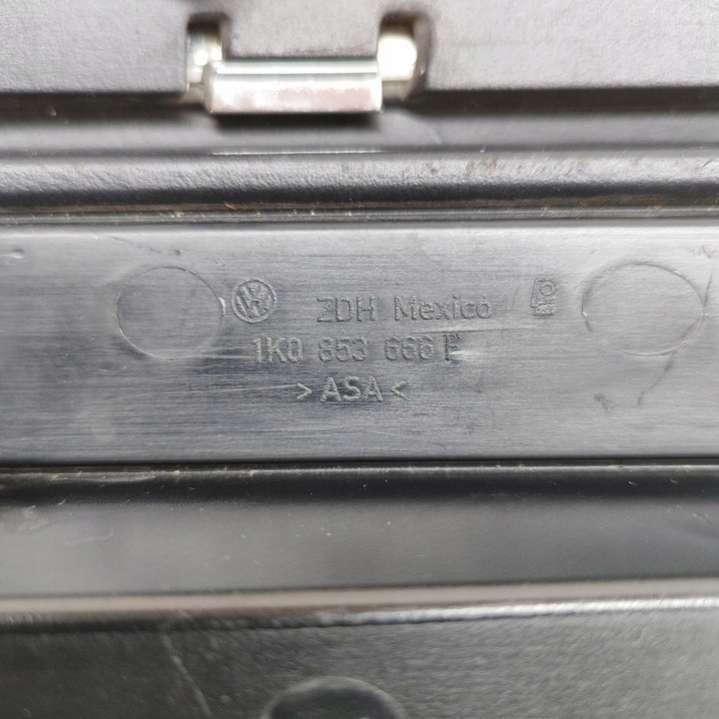 ZDH Mexico
1K0 853 666 F
>ASA<